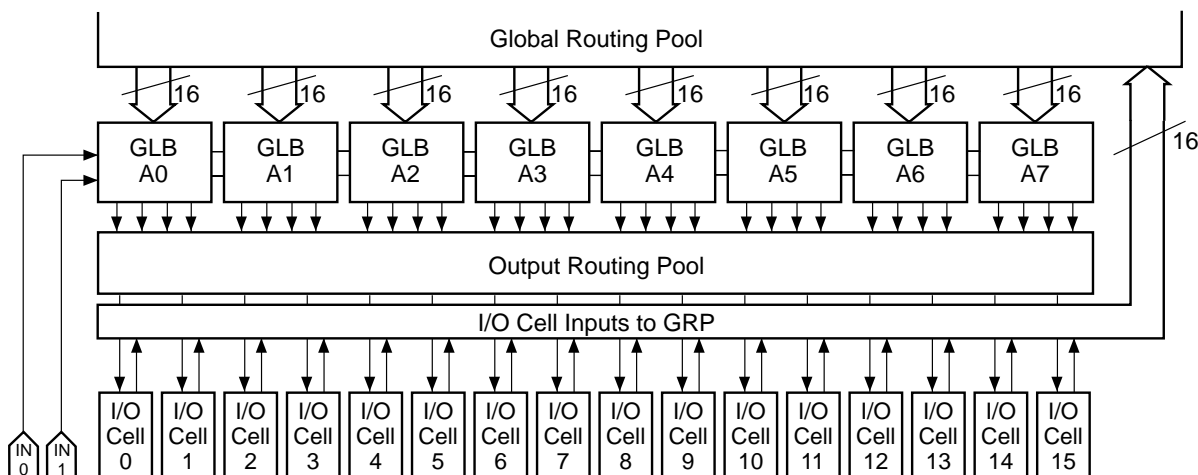 Global Routing Pool
16 16 16 16 16 16 16 16
16
GLB A0
GLB A1
GLB A2
GLB A3
GLB A4
GLB A5
GLB A6
GLB A7
Output Routing Pool
I/O Cell Inputs to GRP
IN 0
IN 1
I/O Cell 0
I/O Cell 1
I/O Cell 2
I/O Cell 3
I/O Cell 4
I/O Cell 5
I/O Cell 6
I/O Cell 7
I/O Cell 8
I/O Cell 9
I/O Cell 10
I/O Cell 11
I/O Cell 12
I/O Cell 13
I/O Cell 14
I/O Cell 15